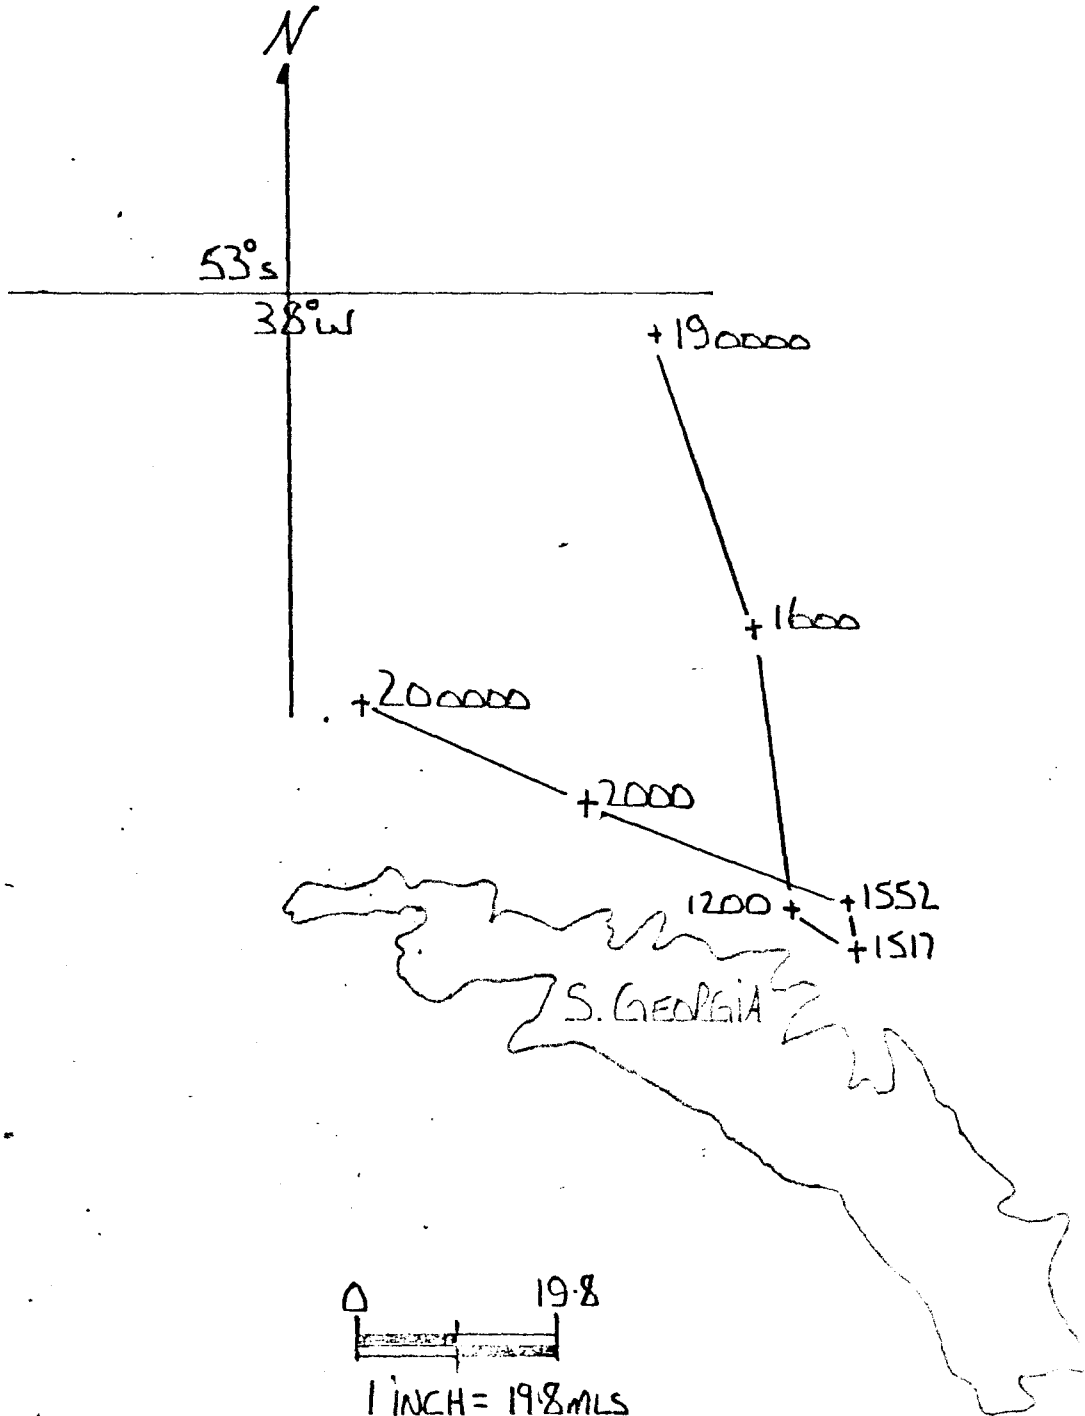 N
53°s
38°W
+190000
+1600
+200000
+2000
1200+
+1552
+1517
S. GEORGIA
0 19.8
1 iNCH = 19.8MLS